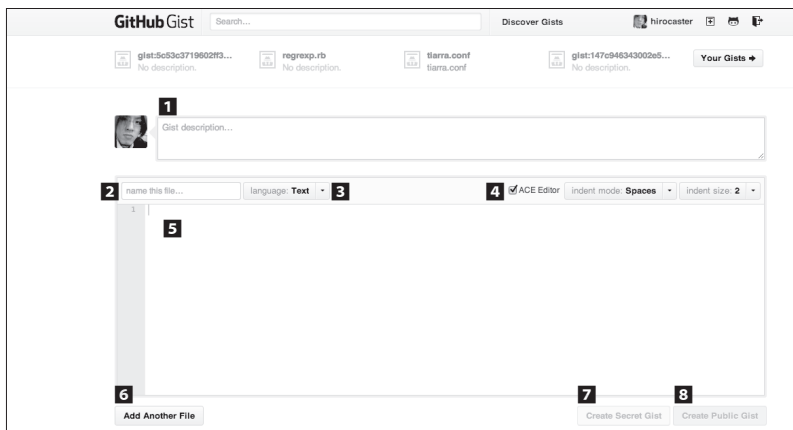 GitHub Gist Search... Discover Gists hirocaster
gist:5c53c3719602ff3... regrexp.rb tiarra.conf gist:147c946343002e5... Your Gists
No description. No description. tiarra.conf No description.
1
Gist description...
2 name this file... language: Text 3 4 ACE Editor indent mode: Spaces indent size: 2
1
5
6 7 8
Add Another File Create Secret Gist Create Public Gist